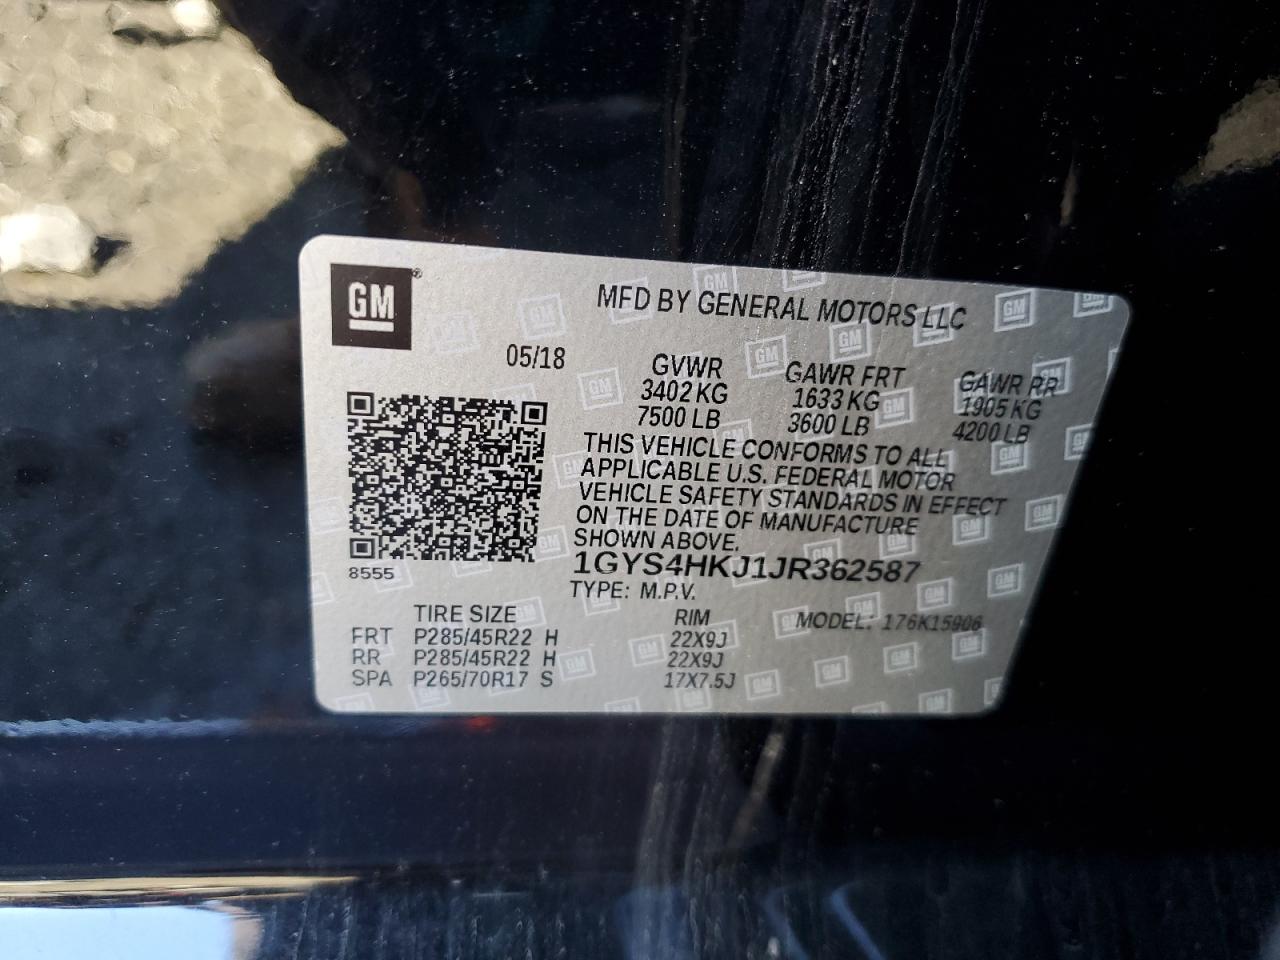 GM
MFD BY GENERAL MOTORS LLC
05/18
GVWR GAWR FRT GAWR RR
3402 KG 1633 KG 1905 KG
7500 LB 3600 LB 4200 LB
THIS VEHICLE CONFORMS TO ALL
APPLICABLE U.S. FEDERAL MOTOR
VEHICLE SAFETY STANDARDS IN EFFECT
ON THE DATE OF MANUFACTURE
SHOWN ABOVE.
8555
1GYS4HKJ1JR362587
TYPE: M.P.V.
MODEL: 176K15906
TIRE SIZE RIM
FRT P285/45R22 H 22X9J
RR P285/45R22 H 22X9J
SPA P265/70R17 S 17X7.5J